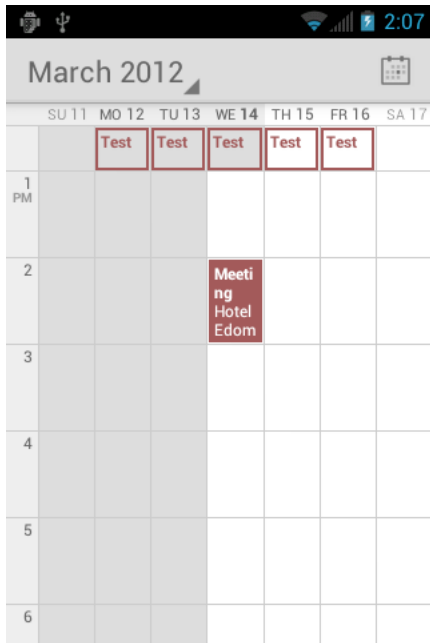 2:07
March 2012
SU 11 MO 12 TU 13 WE 14 TH 15 FR 16 SA 17
Test Test Test Test Test
1
PM
2
Meeti
ng
Hotel
Edom
3
4
5
6